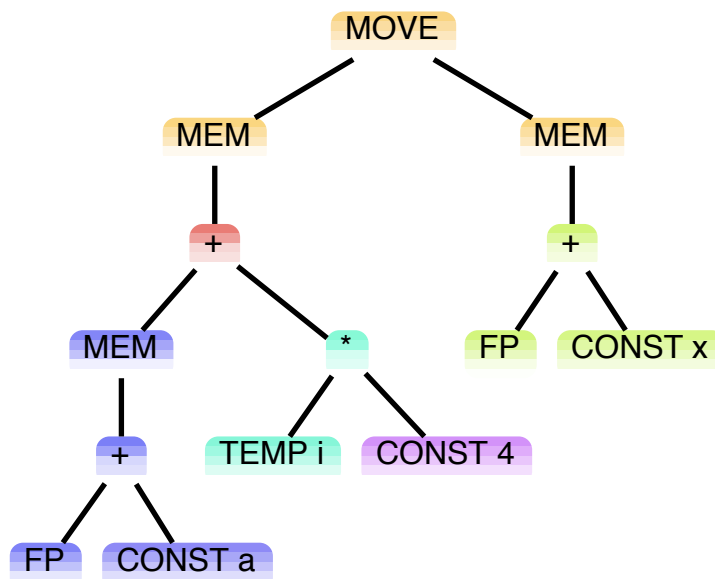 MOVE
MEM MEM
+ +
MEM * FP CONST x
+ TEMP i CONST 4
FP CONST a